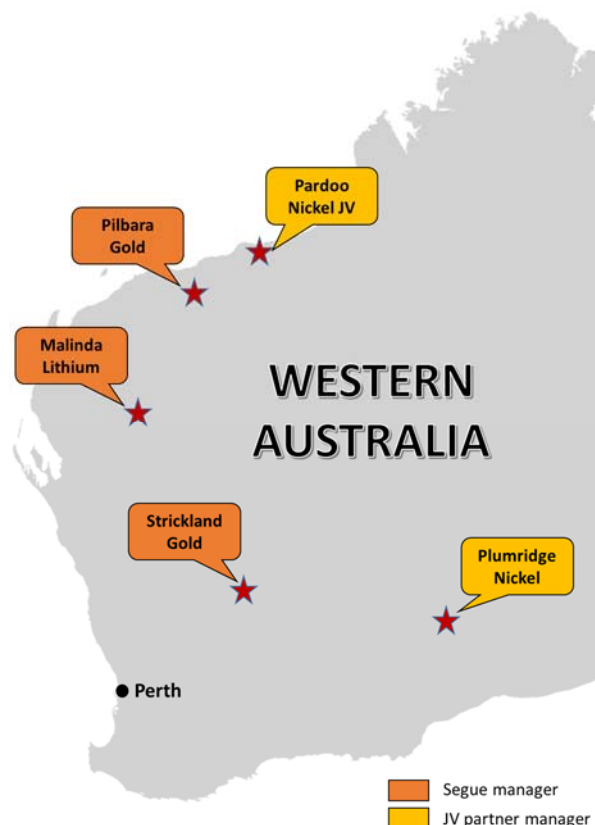 Pardoo
Nickel JV
Pilbara
Gold
Malinda
Lithium
WESTERN
AUSTRALIA
Strickland
Gold
Plumridge
Nickel
Perth
Segue manager
JV partner manager